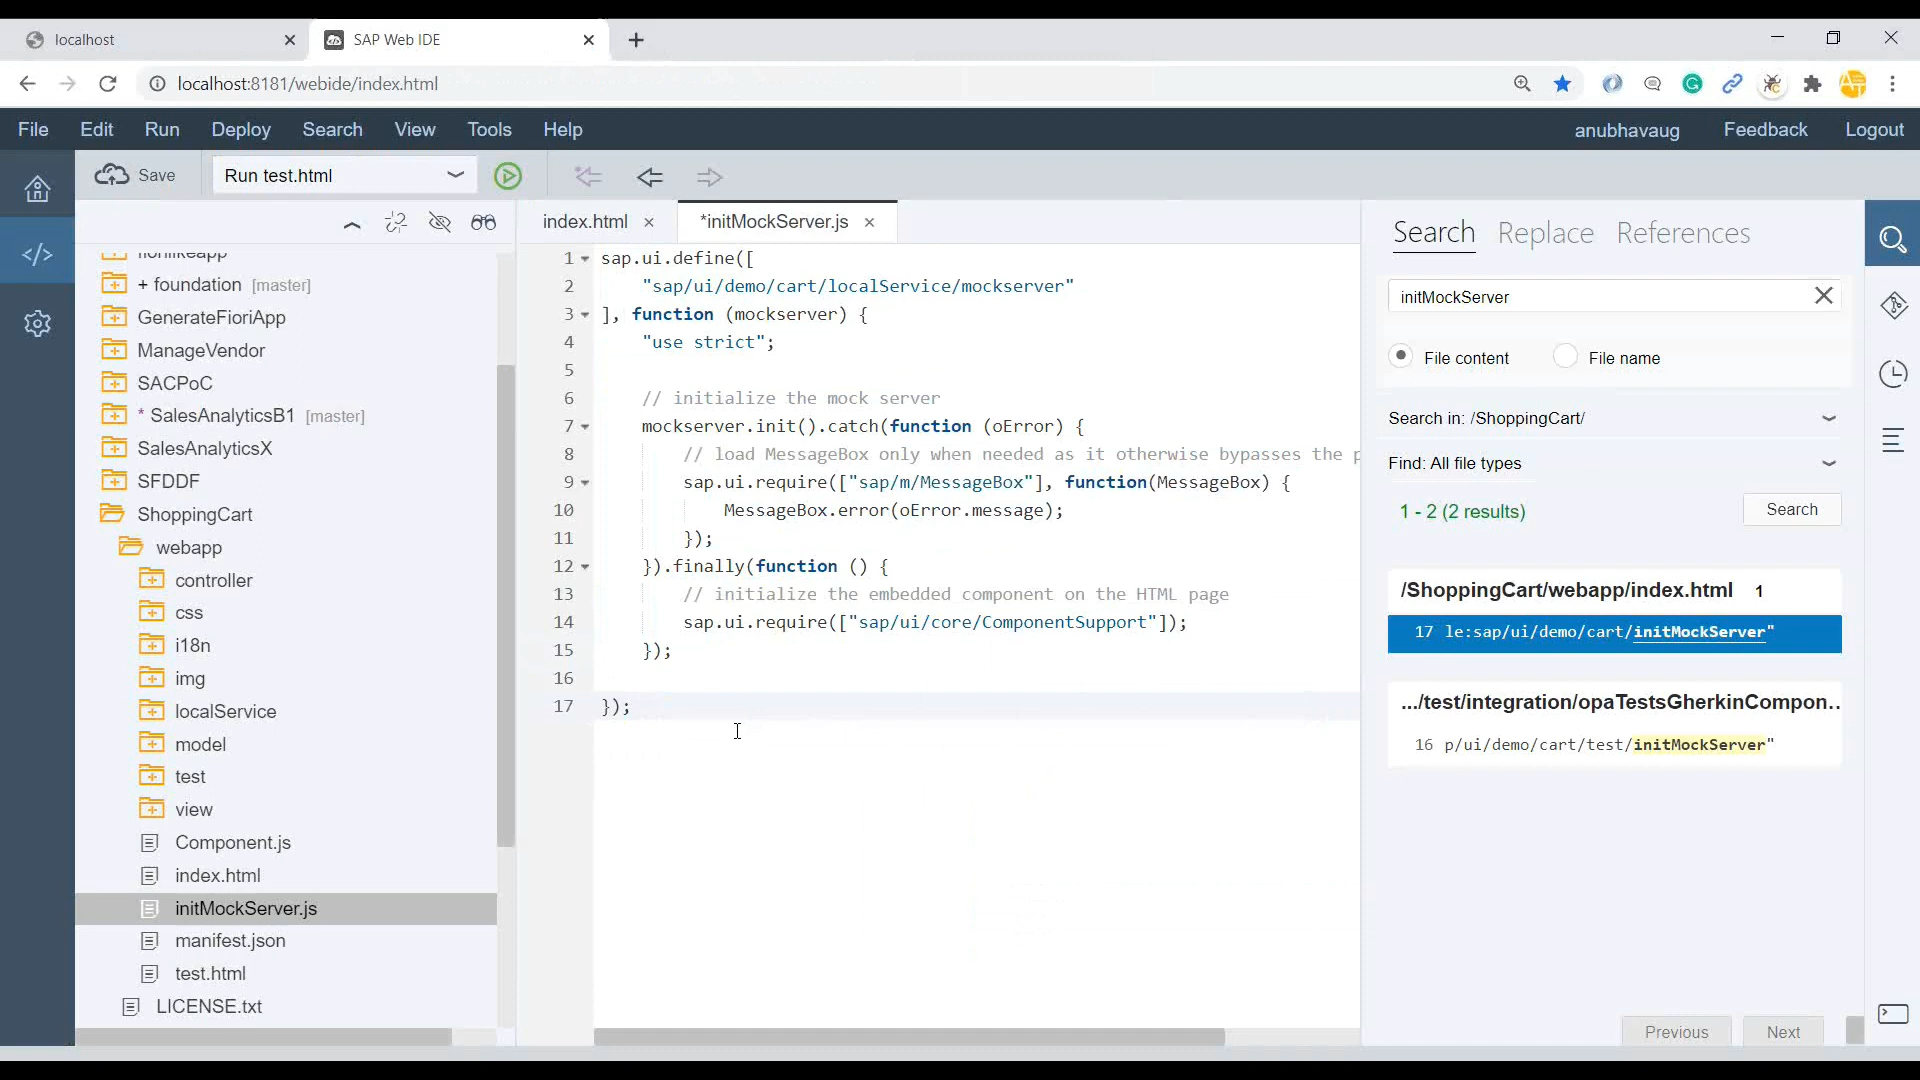 localhost
SAP Web IDE
localhost:8181/webide/index.html
File Edit Run Deploy Search View Tools Help
anubhavaug Feedback Logout
Save
Run test.html
+ foundation [master]
GenerateFioriApp
ManageVendor
SACPoC
* SalesAnalyticsB1 [master]
SalesAnalyticsX
SFDDF
ShoppingCart
webapp
controller
css
i18n
img
localService
model
test
view
Component.js
index.html
initMockServer.js
manifest.json
test.html
LICENSE.txt
index.html
*initMockServer.js
1 sap.ui.define([
2 "sap/ui/demo/cart/localService/mockserver"
3 ], function (mockserver) {
4 "use strict";
5
6 // initialize the mock server
7 mockserver.init().catch(function (oError) {
8 // load MessageBox only when needed as it otherwise bypasses the p
9 sap.ui.require(["sap/m/MessageBox"], function(MessageBox) {
10 MessageBox.error(oError.message);
11 });
12 }).finally(function () {
13 // initialize the embedded component on the HTML page
14 sap.ui.require(["sap/ui/core/ComponentSupport"]);
15 });
16
17 });
Search Replace References
initMockServer
File content File name
Search in: /ShoppingCart/
Find: All file types
1 - 2 (2 results)
Search
/ShoppingCart/webapp/index.html 1
17 le:sap/ui/demo/cart/initMockServer"
.../test/integration/opaTestsGherkinCompon..
16 p/ui/demo/cart/test/initMockServer"
Previous Next